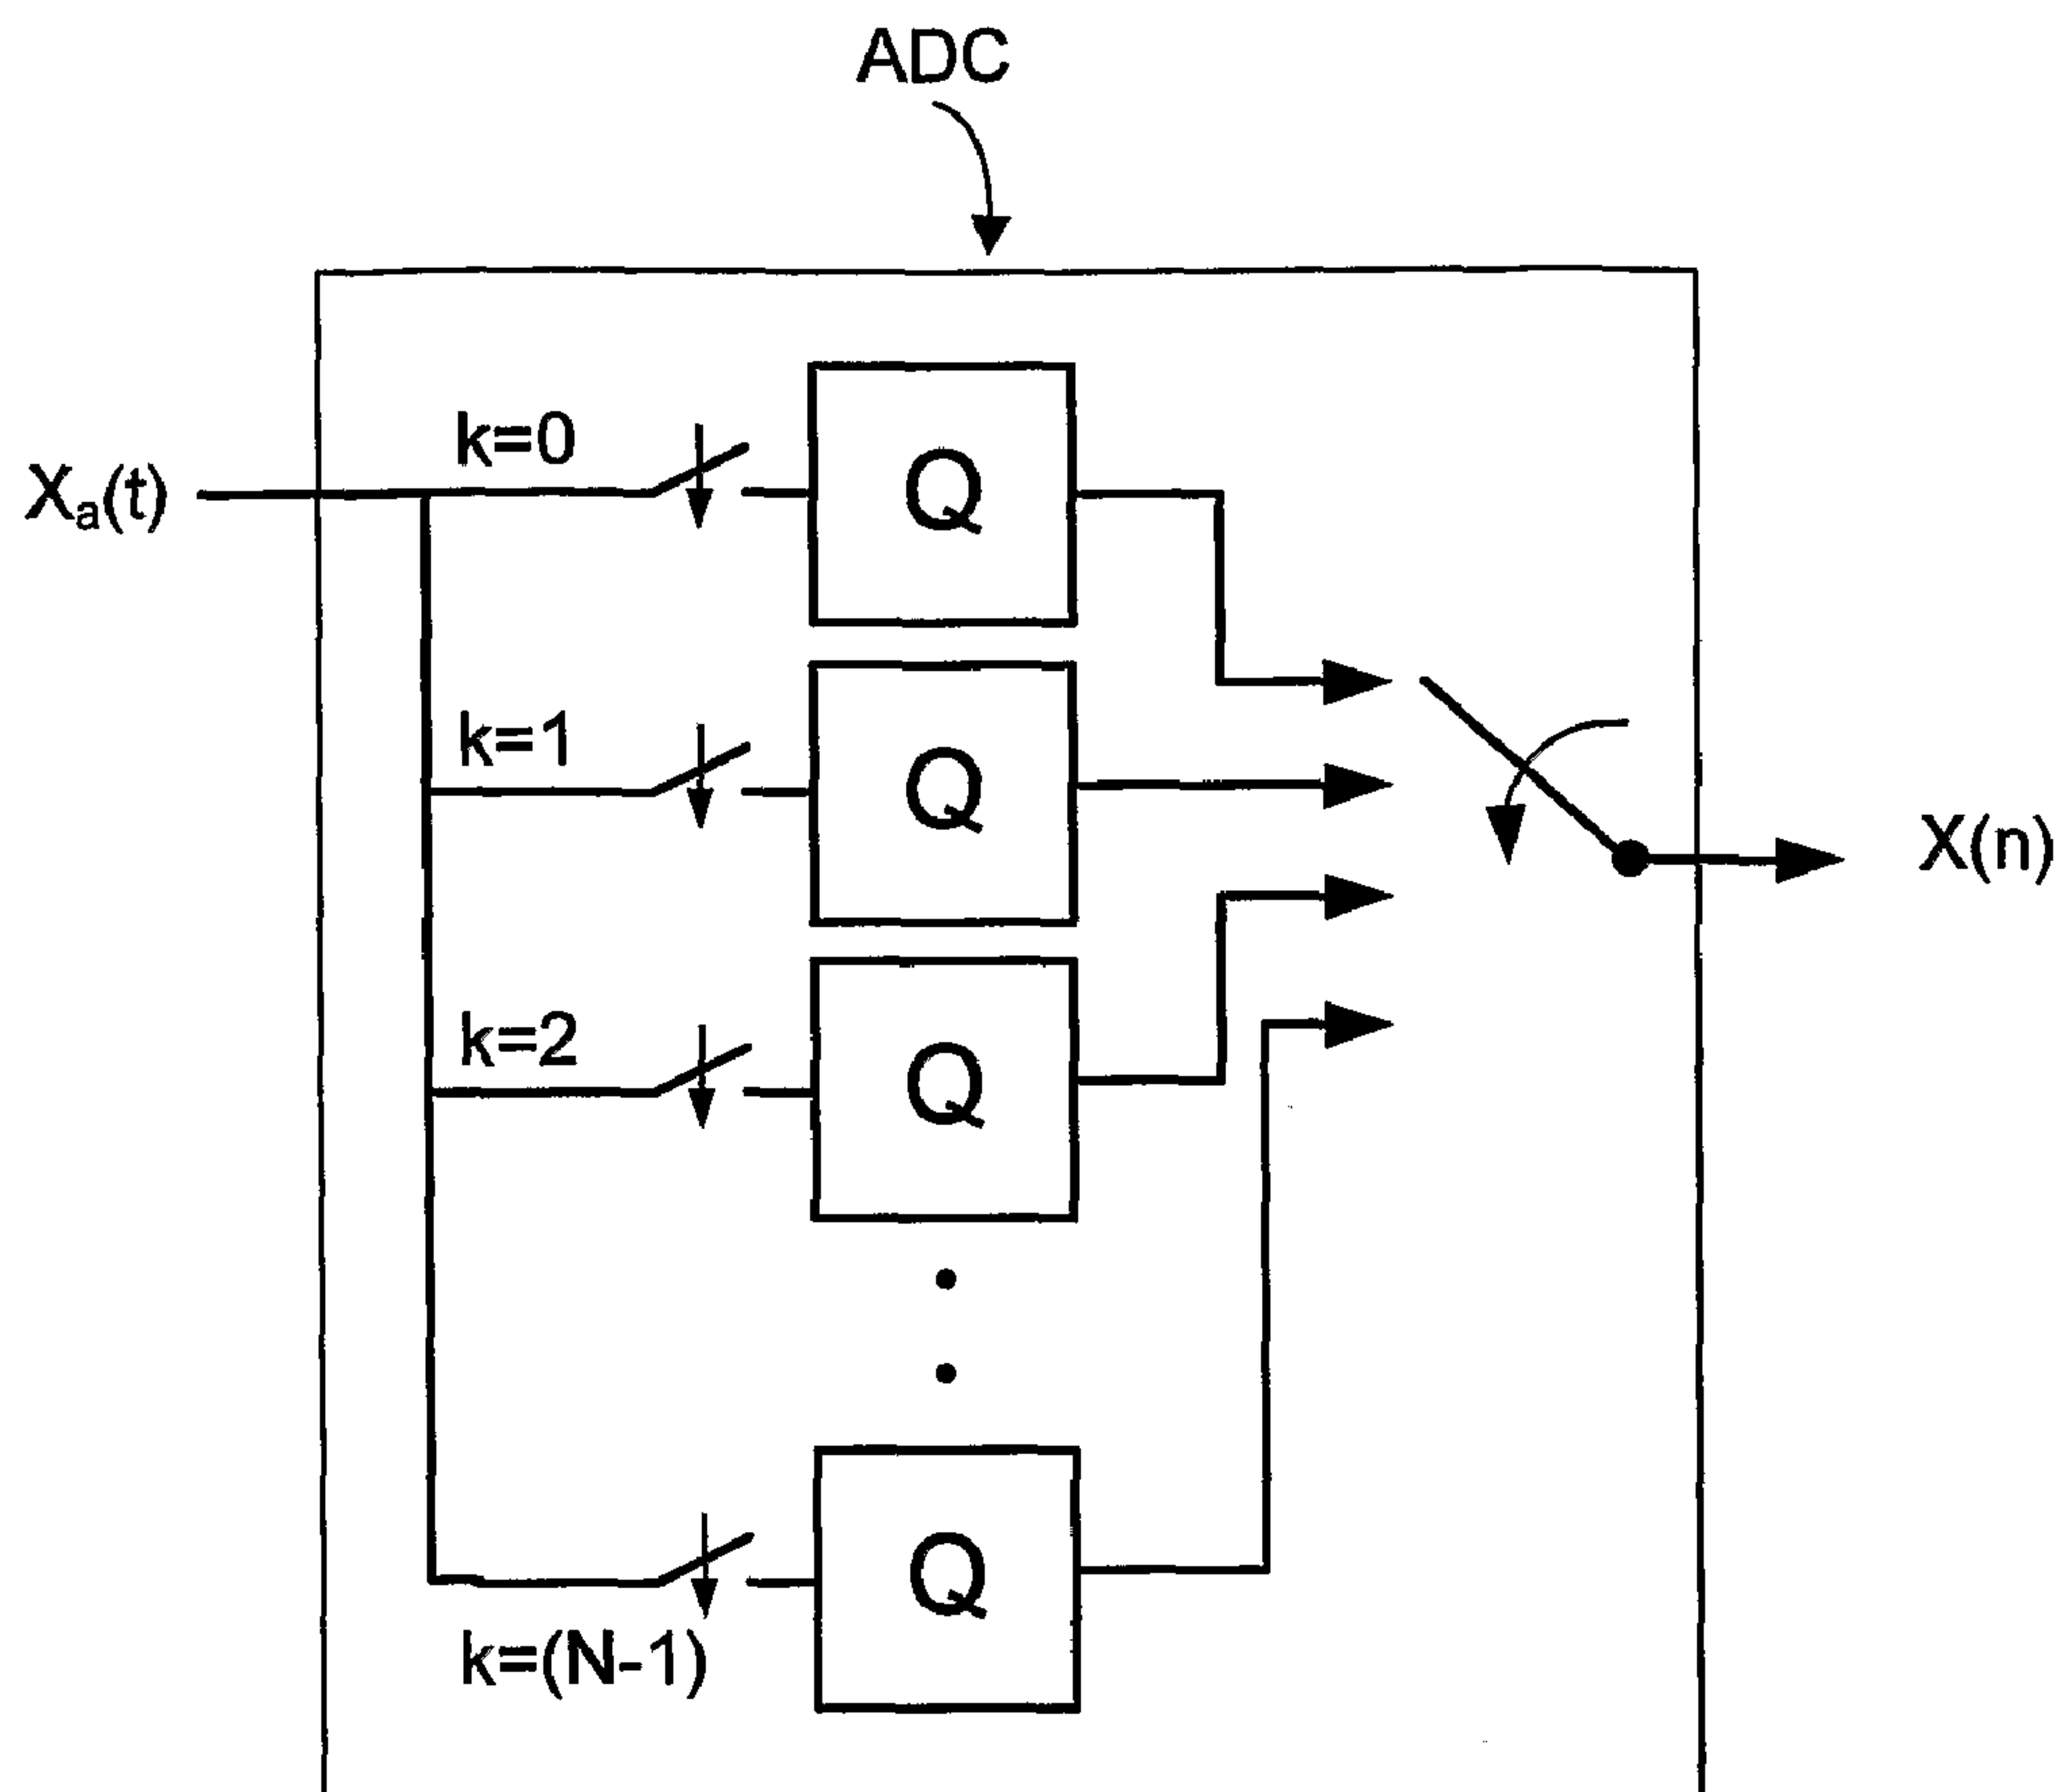 ADC
Xa(t)
k=0
Q
k=1
Q
X(n)
k=2
Q
Q
k=(N-1)